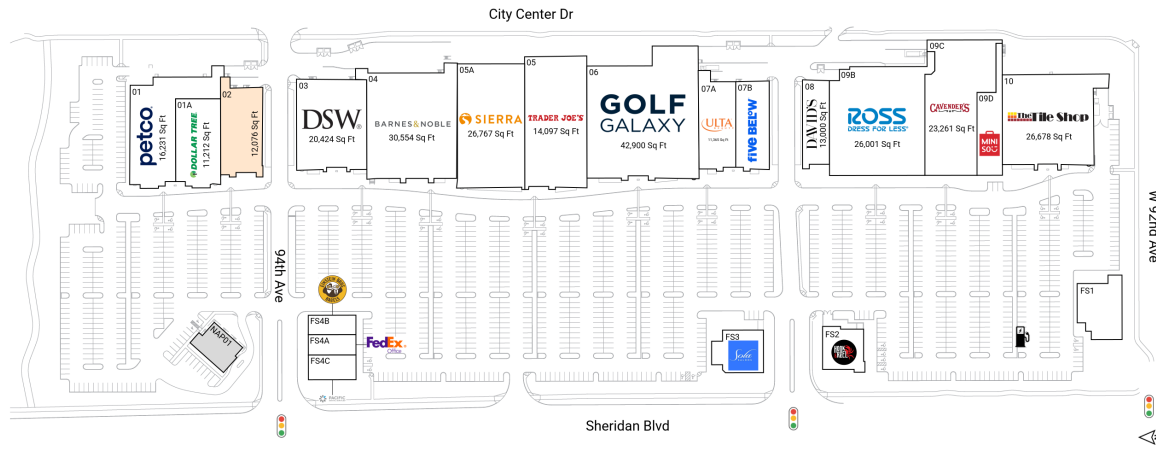 City Center Dr
01
petco.
16,231 Sq Ft
01A
DOLLAR TREE
11,212 Sq Ft
02
12,076 Sq Ft
03
DSW
20,424 Sq Ft
04
BARNES&NOBLE
30,554 Sq Ft
05A
SIERRA
26,767 Sq Ft
05
TRADER JOE'S
14,097 Sq Ft
06
GOLF
GALAXY
42,900 Sq Ft
07A
ULTA
07B
five BEL°W
08
DAVID'S
13,000 Sq Ft
09B
ROSS
DRESS FOR LESS®
26,001 Sq Ft
09C
CAVENDER'S
23,261 Sq Ft
09D
MINI
SO
10
The Tile Shop
26,678 Sq Ft
W 92nd Ave
94th Ave
NAP01
FS4B
FS4A
FedEx
Office
FS4C
PACIFIC
FS3
Sola
FS2
FS1
Sheridan Blvd